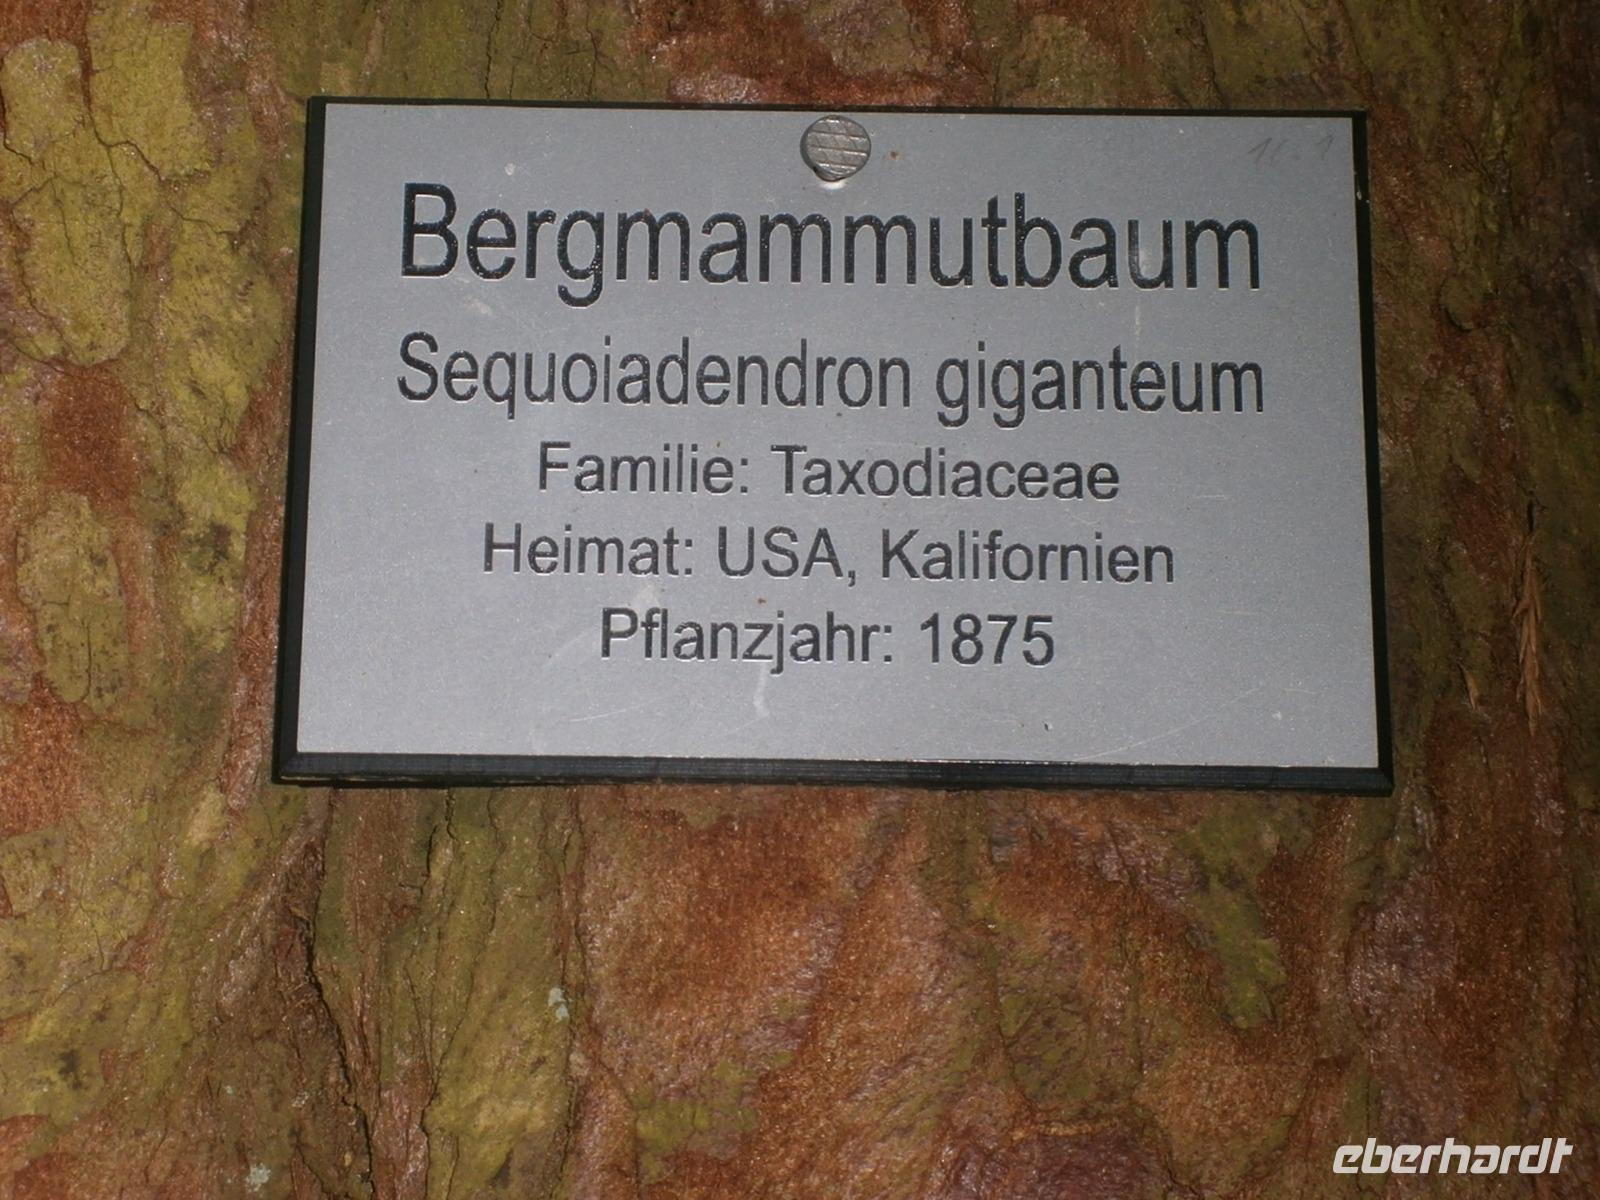 Bergmammutbaum
Sequoiadendron giganteum
Familie: Taxodiaceae
Heimat: USA, Kalifornien
Pflanzjahr: 1875
eberhardt